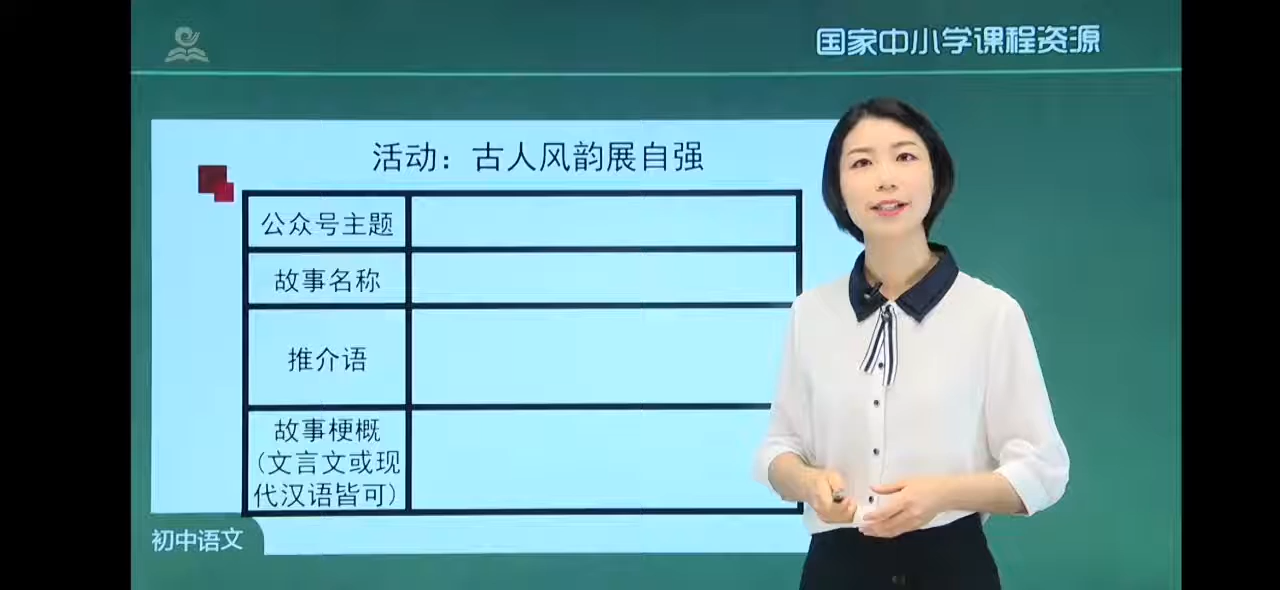 国家中小学课程资源
活动：古人风韵展自强
公众号主题
故事名称
推介语
故事梗概
（文言文或现
代汉语皆可）
初中语文